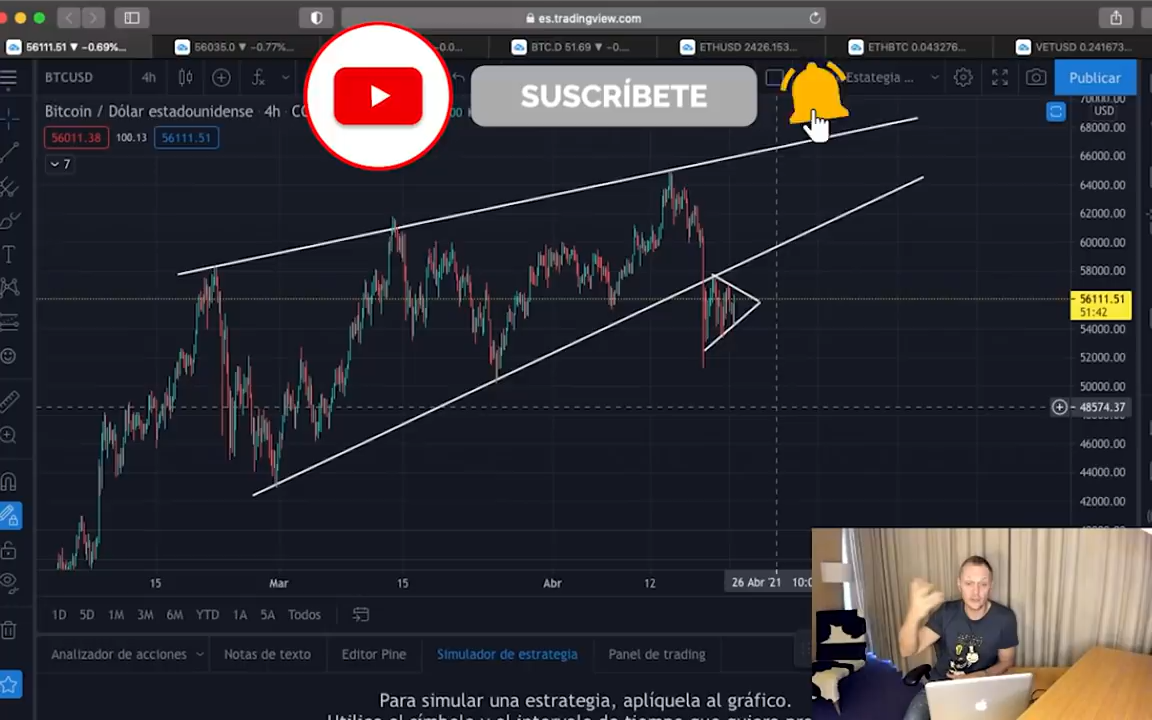 es.tradingview.com
56111.51 ▼ −0.69%...
56035.0 ▼ −0.77%...
BTC.D 51.69 ▼ −0...
ETHUSD 2426.153...
ETHBTC 0.043276...
VETUSD 0.241673
BTCUSD
4h
Estegia ...
Publicar
SUSCRÍBETE
Bitcoin / Dólar estadounidense · 4h
USD
56011.38
100.13
56111.51
7
70000.00
68000.00
66000.00
64000.00
62000.00
60000.00
58000.00
56111.51
51:42
54000.00
52000.00
50000.00
48574.37
46000.00
44000.00
42000.00
15
Mar
15
Abr
12
26 Abr '21
1D
5D
1M
3M
6M
YTD
1A
5A
Todos
Analizador de acciones
Notas de texto
Editor Pine
Simulador de estrategia
Panel de trading
Para simular una estrategia, aplíquela al gráfico.